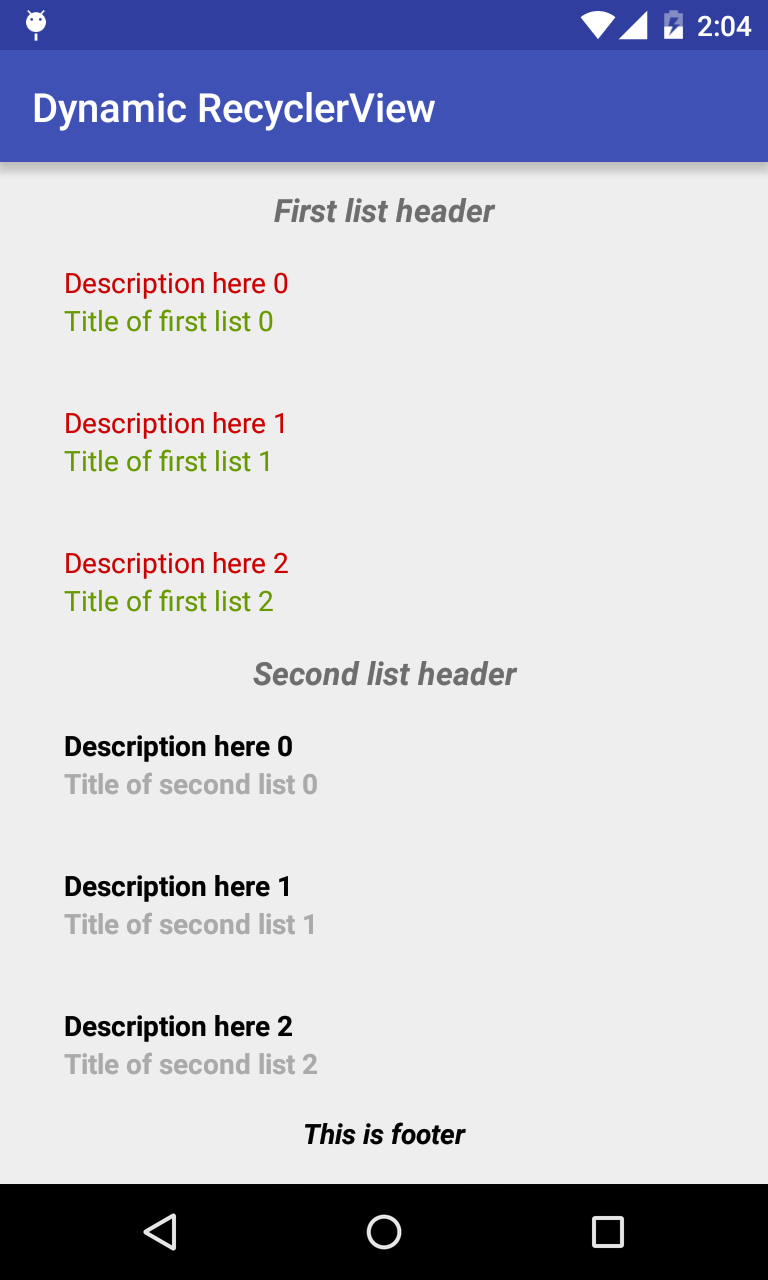 2:04
Dynamic RecyclerView
First list header
Description here 0
Title of first list 0
Description here 1
Title of first list 1
Description here 2
Title of first list 2
Second list header
Description here 0
Title of second list 0
Description here 1
Title of second list 1
Description here 2
Title of second list 2
This is footer